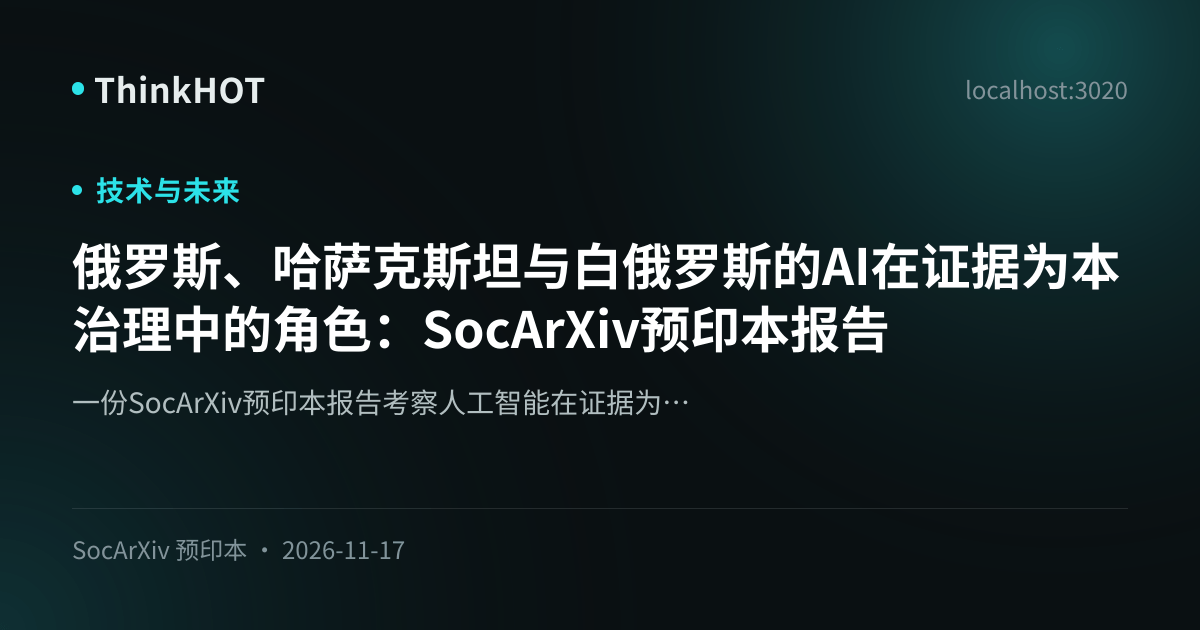 ThinkHOT
localhost:3020
技术与未来
俄罗斯、哈萨克斯坦与白俄罗斯的AI在证据为本
治理中的角色：SocArXiv预印本报告
一份SocArXiv预印本报告考察人工智能在证据为…
SocArXiv 预印本 · 2026-11-17